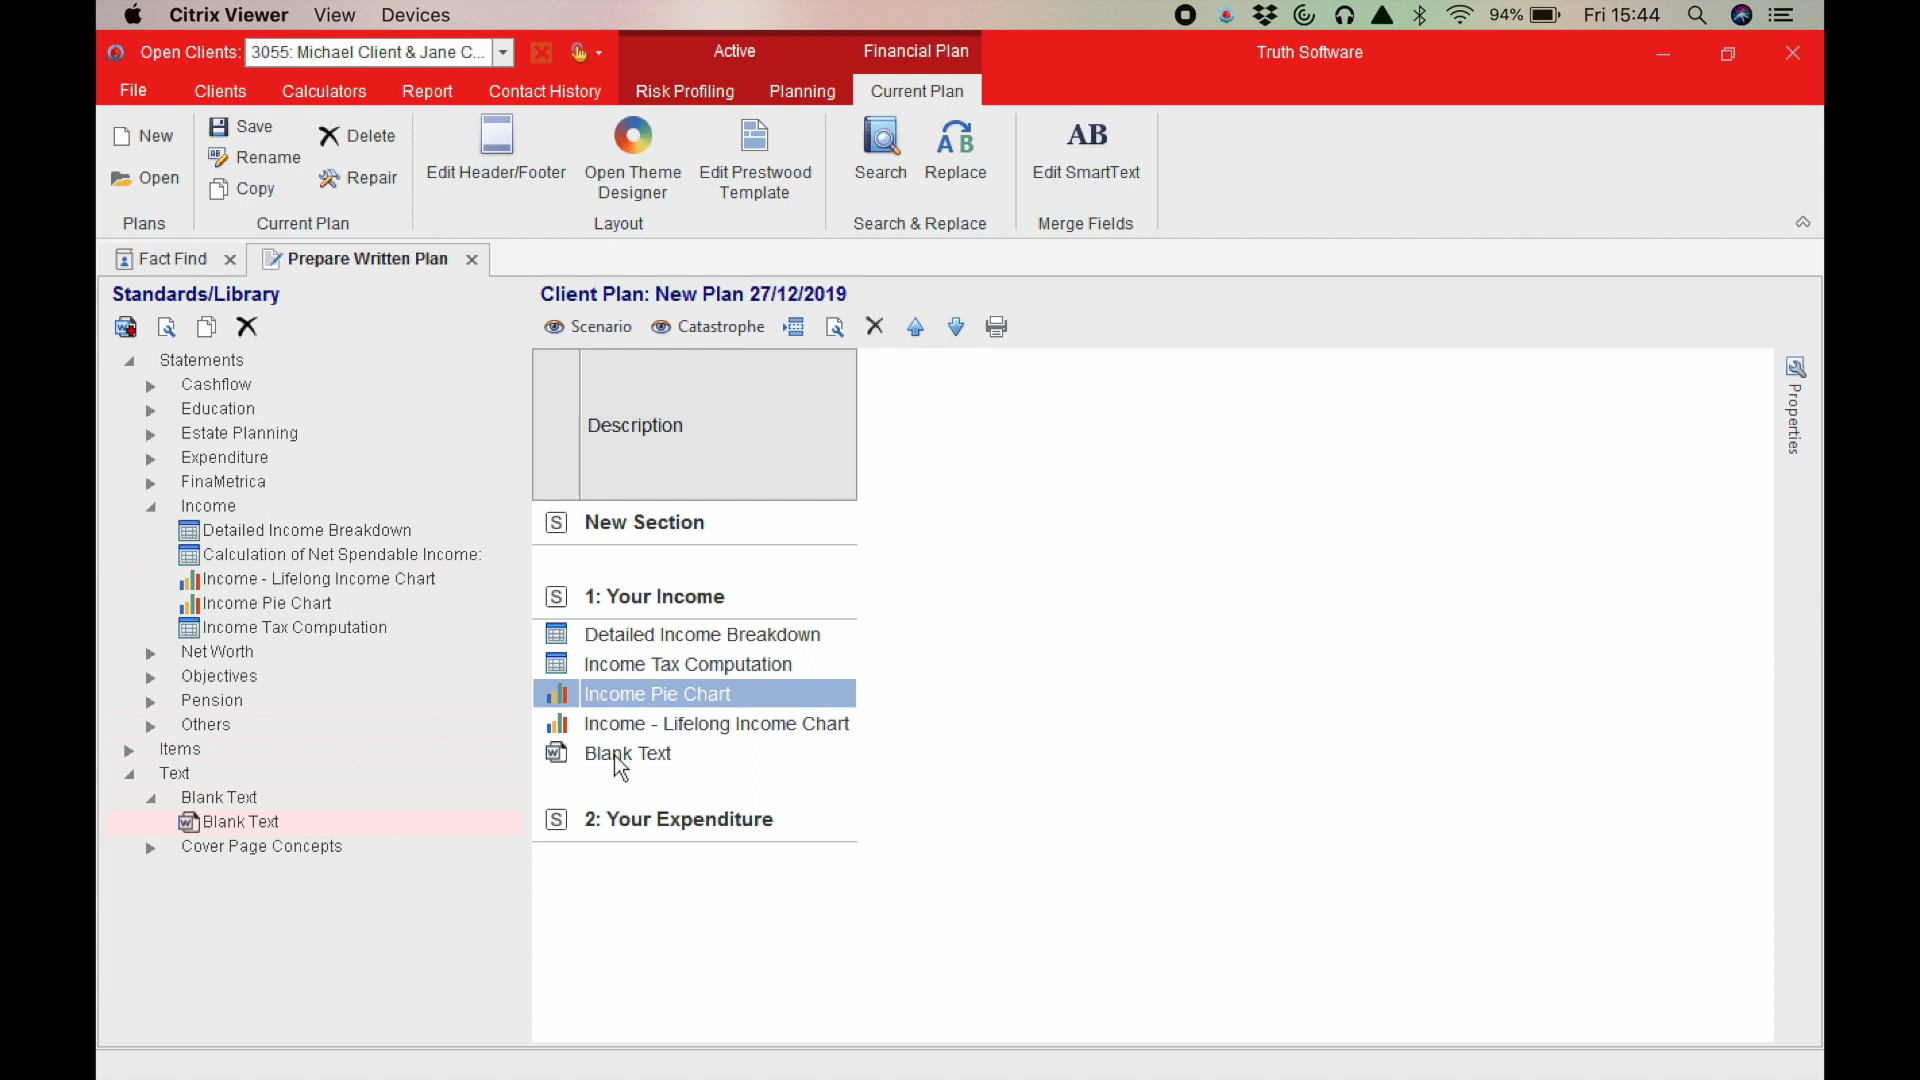 Citrix Viewer View Devices 94% Fri 15:44
Open Clients: 3055: Michael Client & Jane C... Active Financial Plan Truth Software
File Clients Calculators Report Contact History Risk Profiling Planning Current Plan
New Save Delete
Rename
Open Copy Repair
Edit Header/Footer Open Theme Designer Edit Prestwood Template Search Replace AB Edit SmartText
Plans Current Plan Layout Search & Replace Merge Fields
Fact Find Prepare Written Plan
Standards/Library Client Plan: New Plan 27/12/2019
Scenario Catastrophe
Statements
Cashflow
Education
Estate Planning
Expenditure
FinaMetrica
Income
Detailed Income Breakdown
Calculation of Net Spendable Income:
Income - Lifelong Income Chart
Income Pie Chart
Income Tax Computation
Net Worth
Objectives
Pension
Others
Items
Text
Blank Text
Blank Text
Cover Page Concepts
Description
S New Section
S 1: Your Income
Detailed Income Breakdown
Income Tax Computation
Income Pie Chart
Income - Lifelong Income Chart
Blank Text
S 2: Your Expenditure
Properties